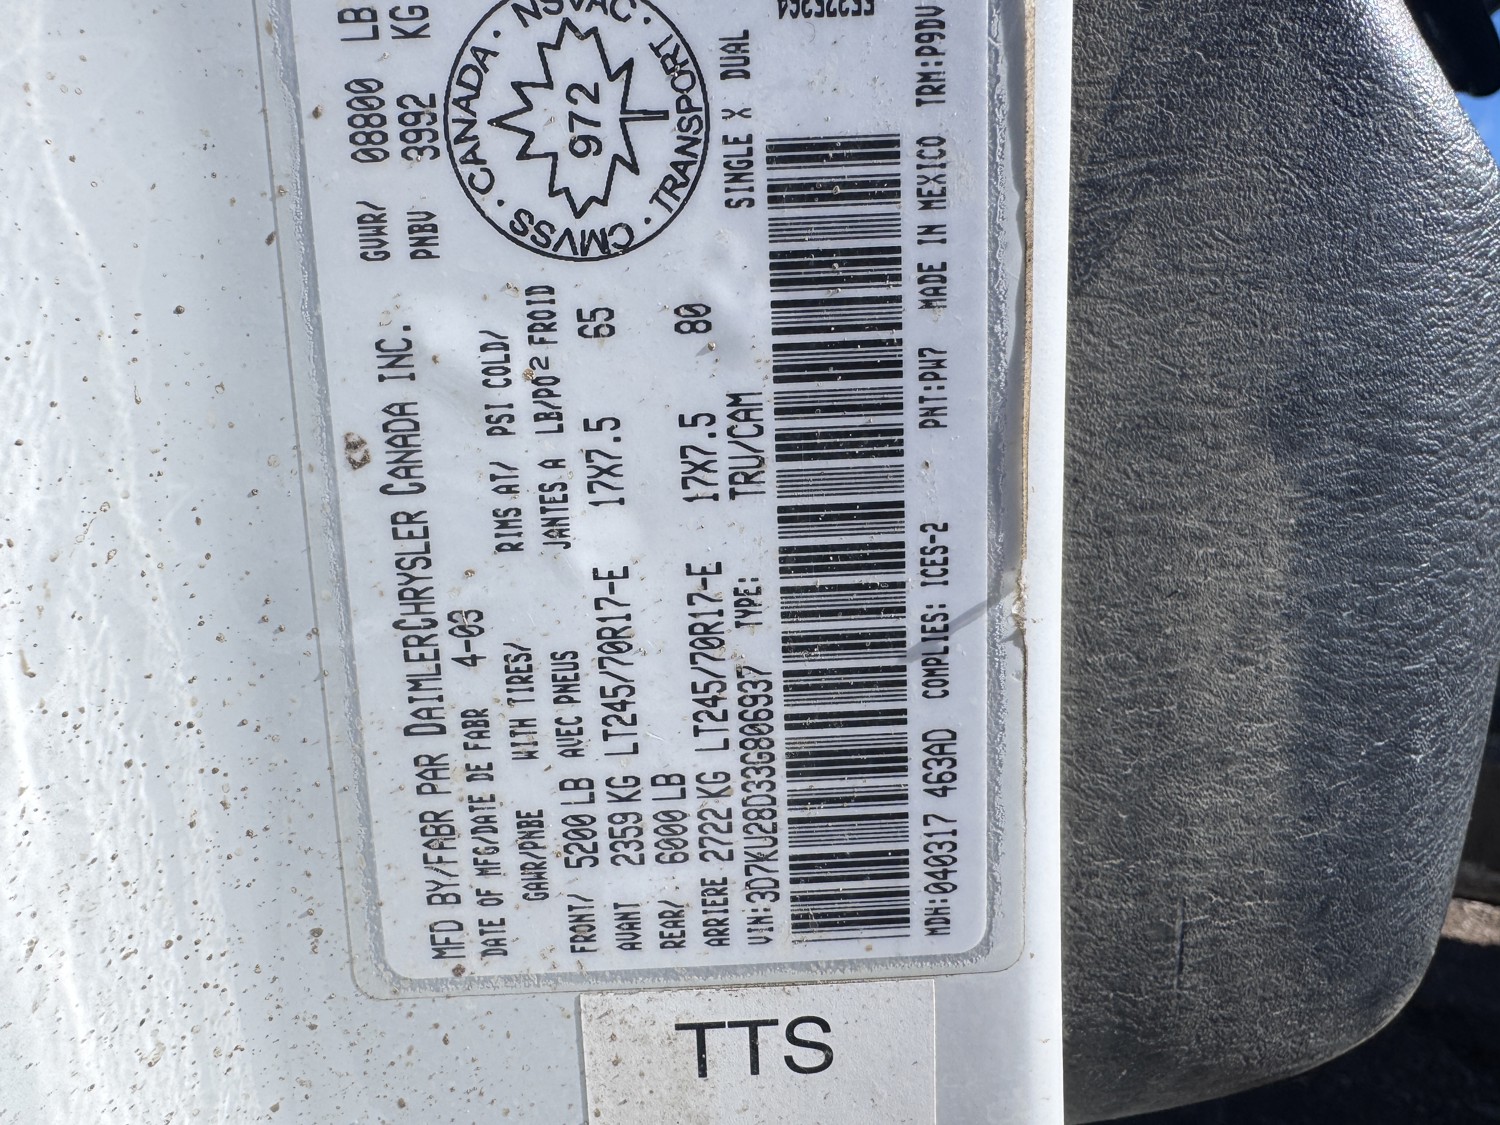 MFD BY/FABR PAR DAIMLERCHRYSLER CANADA INC.
DATE OF MFG/DATE DE FABR 4-03
GVWR/ 08800 LB
PNBV 3992 KG
GAWR/PNBE WITH TIRES/ RIMS AT/ PSI COLD/
AVEC PNEUS JANTES A LB/PO2 FROID
FRONT/ 5200 LB
AVANT 2359 KG LT245/70R17-E 17X7.5 65
REAR/ 6000 LB
ARRIERE 2722 KG LT245/70R17-E 17X7.5 80
VIN:3D7KU28D33G806937 TYPE: TRU/CAM SINGLE X DUAL
MDH:040317 463AD COMPLIES: ICES-2 PNT:PW7 MADE IN MEXICO TRM:P9DV
CANADA · NSVAC · TRANSPORT · CMVSS ·
972
TTS